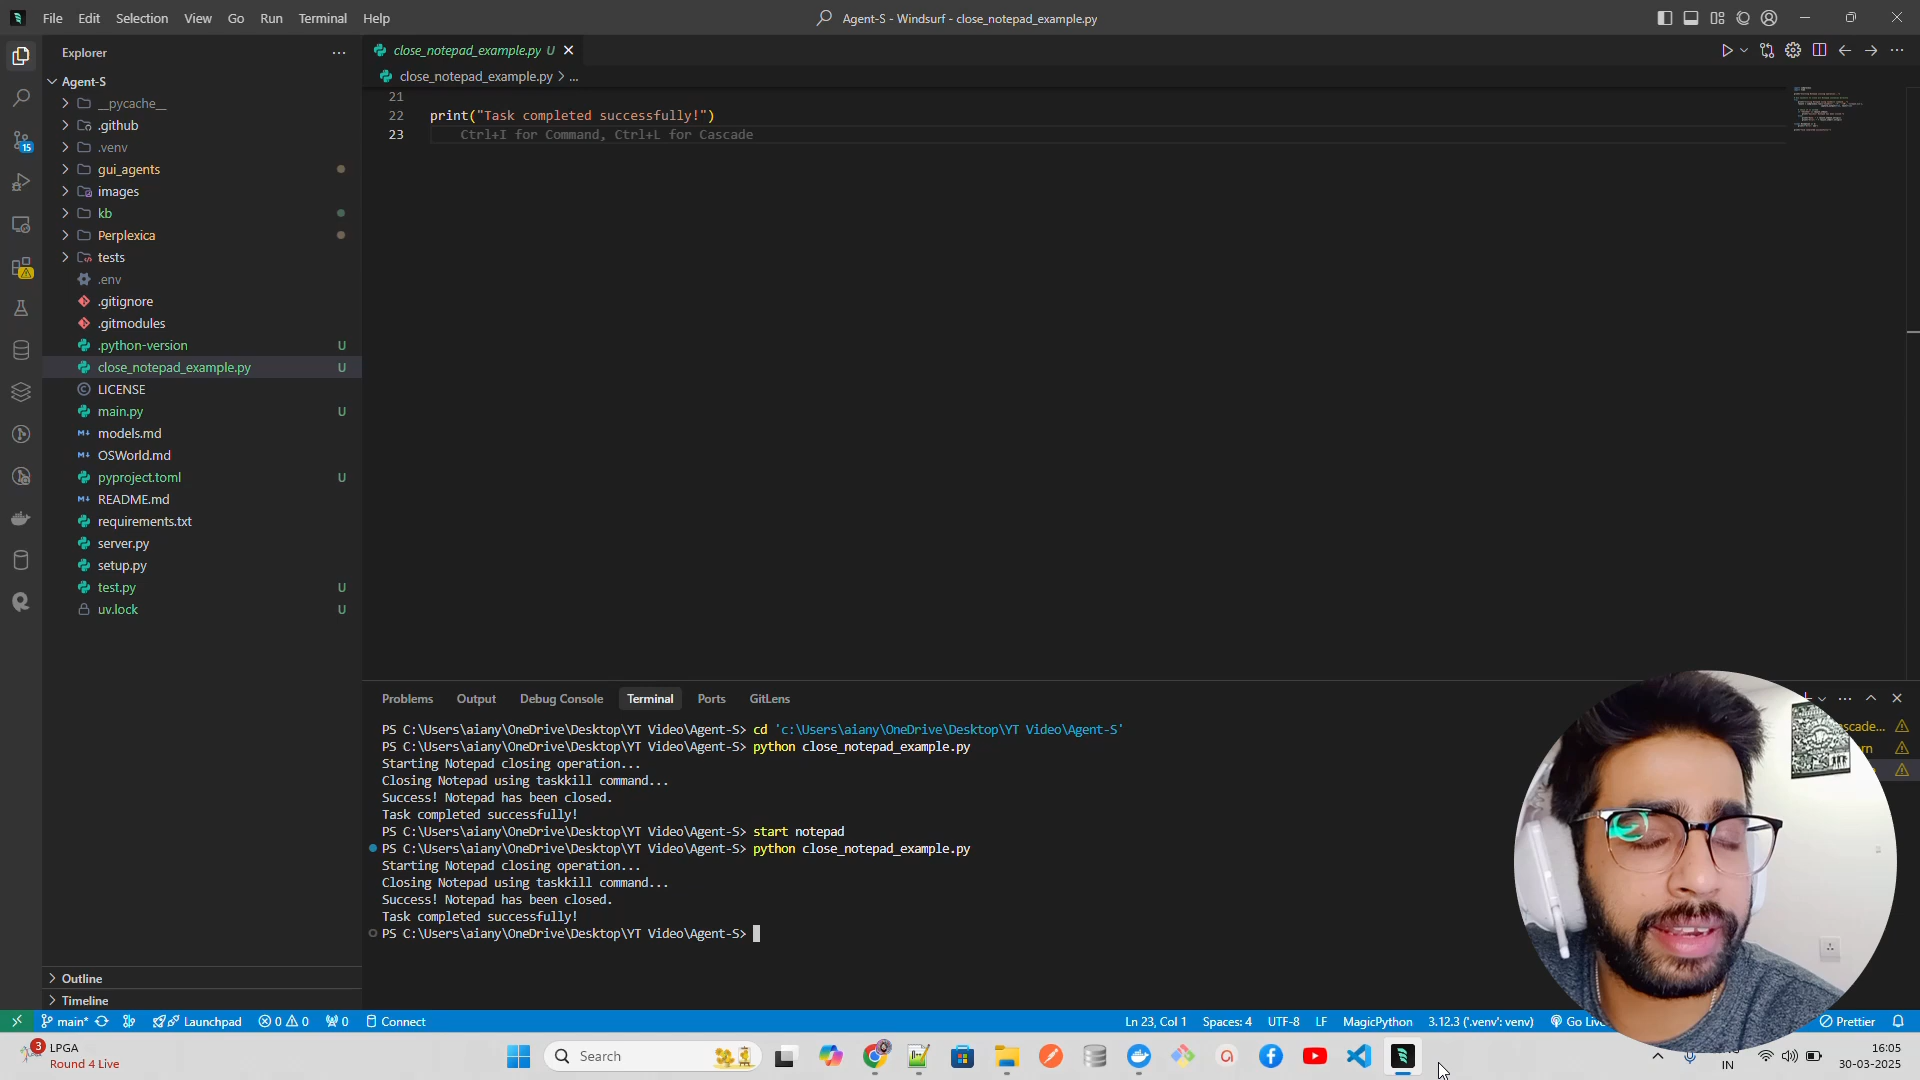 File Edit Selection View Go Run Terminal Help
Agent-S - Windsurf - close_notepad_example.py
Explorer
close_notepad_example.py U
close_notepad_example.py > ...
Agent-S
__pycache__
.github
.venv
gui_agents
images
kb
Perplexica
tests
.env
.gitignore
.gitmodules
.python-version U
close_notepad_example.py U
LICENSE
main.py U
models.md
OSWorld.md
pyproject.toml U
README.md
requirements.txt
server.py
setup.py
test.py U
uv.lock U
Outline
Timeline
15
21
22 print("Task completed successfully!")
23 Ctrl+I for Command, Ctrl+L for Cascade
Problems Output Debug Console Terminal Ports GitLens
PS C:\Users\aiany\OneDrive\Desktop\YT Video\Agent-S> cd 'c:\Users\aiany\OneDrive\Desktop\YT Video\Agent-S'
PS C:\Users\aiany\OneDrive\Desktop\YT Video\Agent-S> python close_notepad_example.py
Starting Notepad closing operation...
Closing Notepad using taskkill command...
Success! Notepad has been closed.
Task completed successfully!
PS C:\Users\aiany\OneDrive\Desktop\YT Video\Agent-S> start notepad
PS C:\Users\aiany\OneDrive\Desktop\YT Video\Agent-S> python close_notepad_example.py
Starting Notepad closing operation...
Closing Notepad using taskkill command...
Success! Notepad has been closed.
Task completed successfully!
PS C:\Users\aiany\OneDrive\Desktop\YT Video\Agent-S>
main* Launchpad 0 0 0 Connect
Ln 23, Col 1 Spaces: 4 UTF-8 LF MagicPython 3.12.3 ('.venv': venv) Go Live Prettier
3
LPGA
Round 4 Live
Search
IN
16:05
30-03-2025